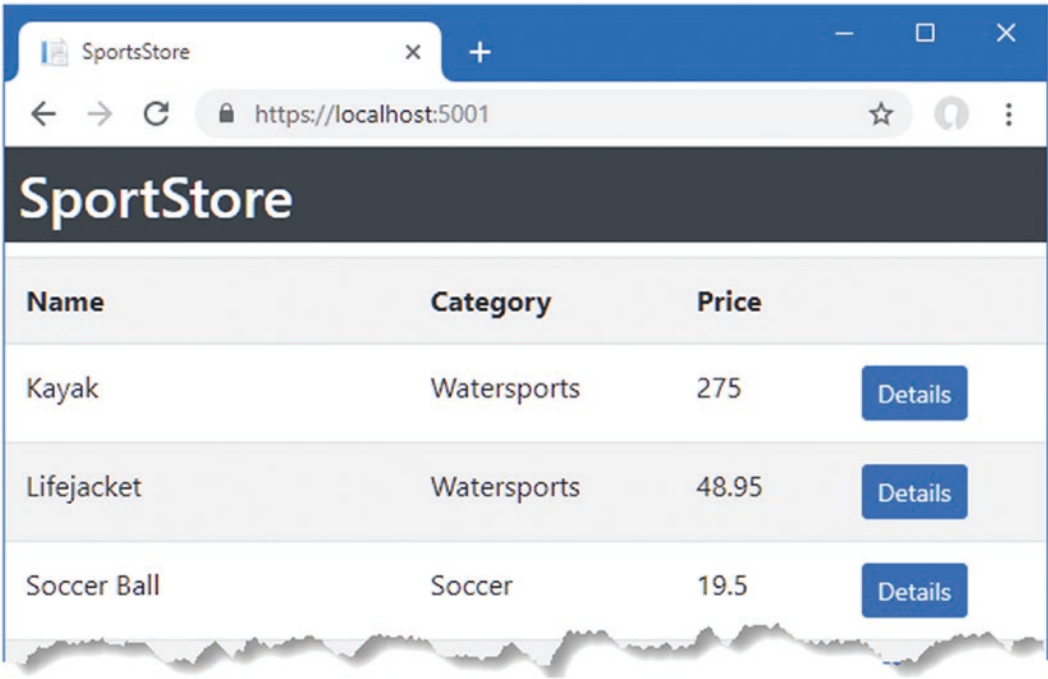 SportsStore
https://localhost:5001
SportStore
Name Category Price
Kayak Watersports 275 Details
Lifejacket Watersports 48.95 Details
Soccer Ball Soccer 19.5 Details